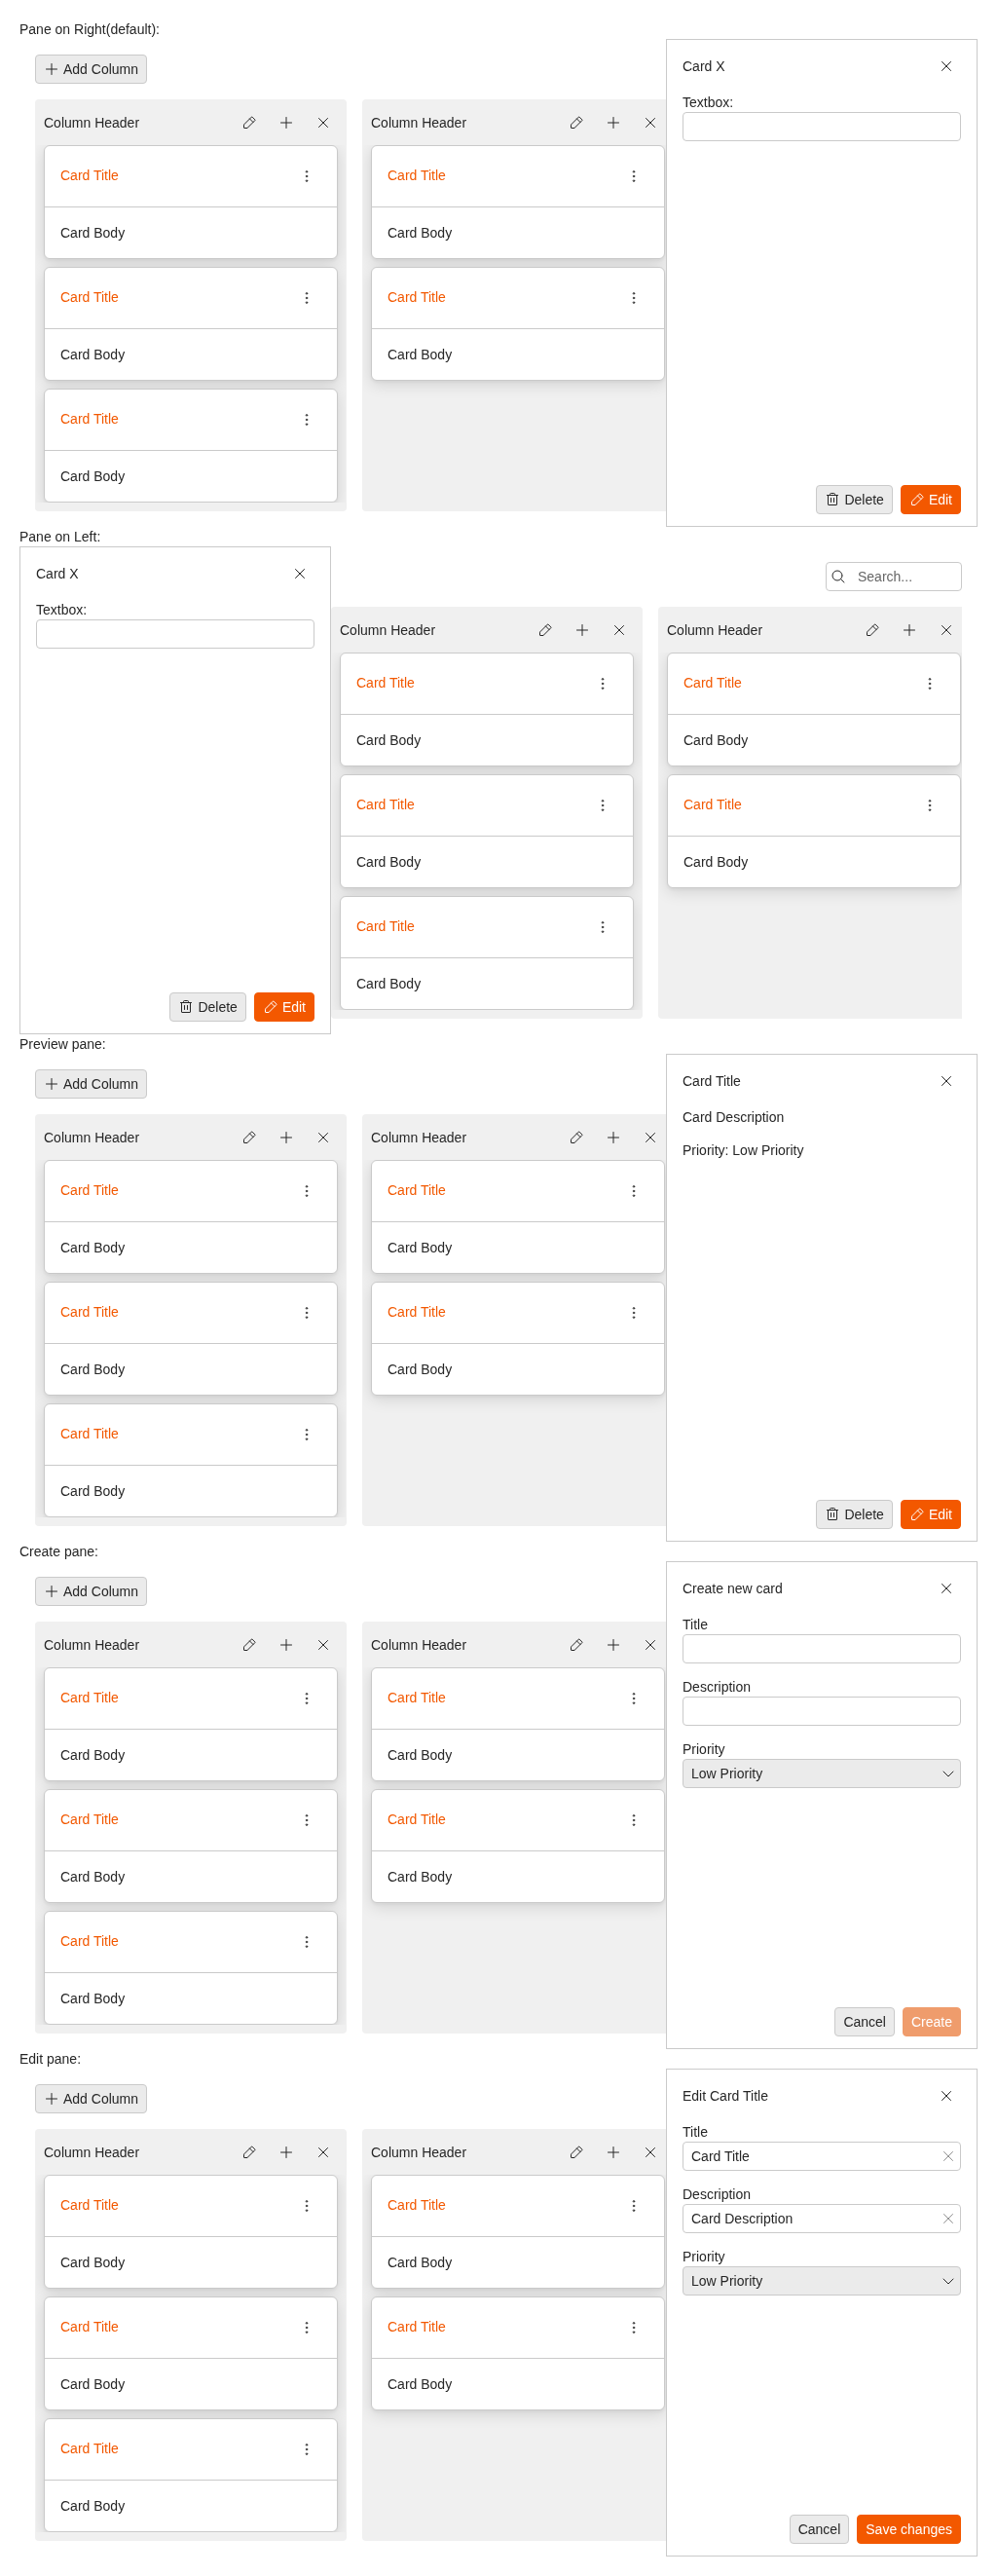 Pane on Right(default):
Add Column
Column Header
Card Title
Card Body
Card Title
Card Body
Card Title
Card Body
Column Header
Card Title
Card Body
Card Title
Card Body
Card X
Textbox:
Delete
Edit
Pane on Left:
Card X
Textbox:
Delete
Edit
Search...
Column Header
Card Title
Card Body
Card Title
Card Body
Card Title
Card Body
Column Header
Card Title
Card Body
Card Title
Card Body
Preview pane:
Add Column
Column Header
Card Title
Card Body
Card Title
Card Body
Card Title
Card Body
Column Header
Card Title
Card Body
Card Title
Card Body
Card Title
Card Description
Priority: Low Priority
Delete
Edit
Create pane:
Add Column
Column Header
Card Title
Card Body
Card Title
Card Body
Card Title
Card Body
Column Header
Card Title
Card Body
Card Title
Card Body
Create new card
Title
Description
Priority
Low Priority
Cancel
Create
Edit pane:
Add Column
Column Header
Card Title
Card Body
Card Title
Card Body
Card Title
Card Body
Column Header
Card Title
Card Body
Card Title
Card Body
Edit Card Title
Title
Card Title
Description
Card Description
Priority
Low Priority
Cancel
Save changes